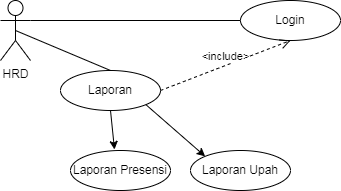 Login
<include>
HRD
Laporan
Laporan Presensi
Laporan Upah